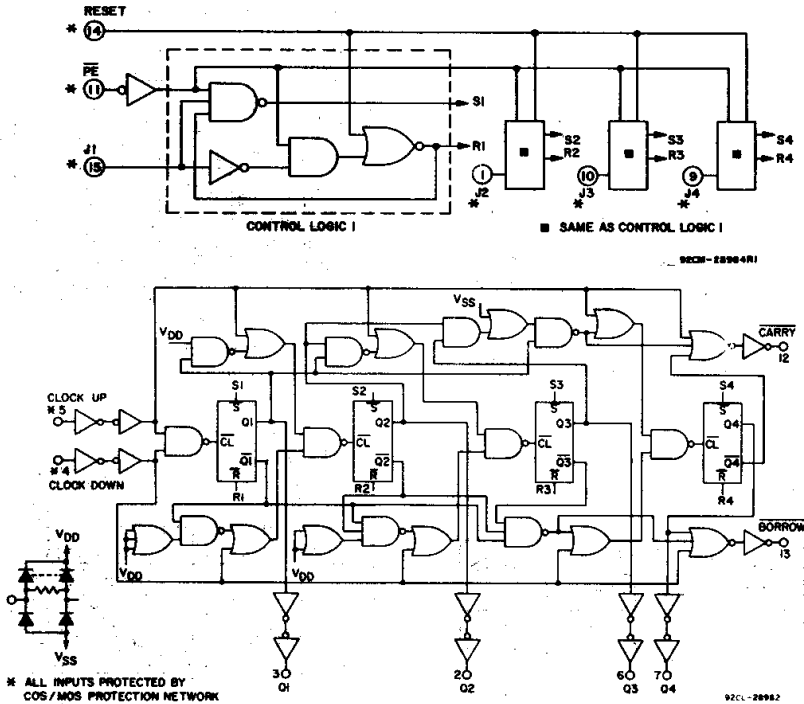 * 14 RESET
* 11 PE
* 15 J1
S1
R1
CONTROL LOGIC 1
■
1
J2
*
S2
R2
■
10
J3
*
S3
R3
■
9
J4
*
S4
R4
■ SAME AS CONTROL LOGIC 1
92CM-28984R1
VDD
VSS
CARRY
12
CLOCK UP
* 5
* 4
CLOCK DOWN
S1
S
Q1
CL
Q1
R
R1
S2
S
Q2
CL
Q2
R
R2
S3
S
Q3
CL
Q3
R
R3
S4
S
Q4
CL
Q4
R
R4
VDD
VDD
BORROW
13
VDD
VSS
3
Q1
2
Q2
6
Q3
7
Q4
* ALL INPUTS PROTECTED BY
COS/MOS PROTECTION NETWORK
92CL-28982